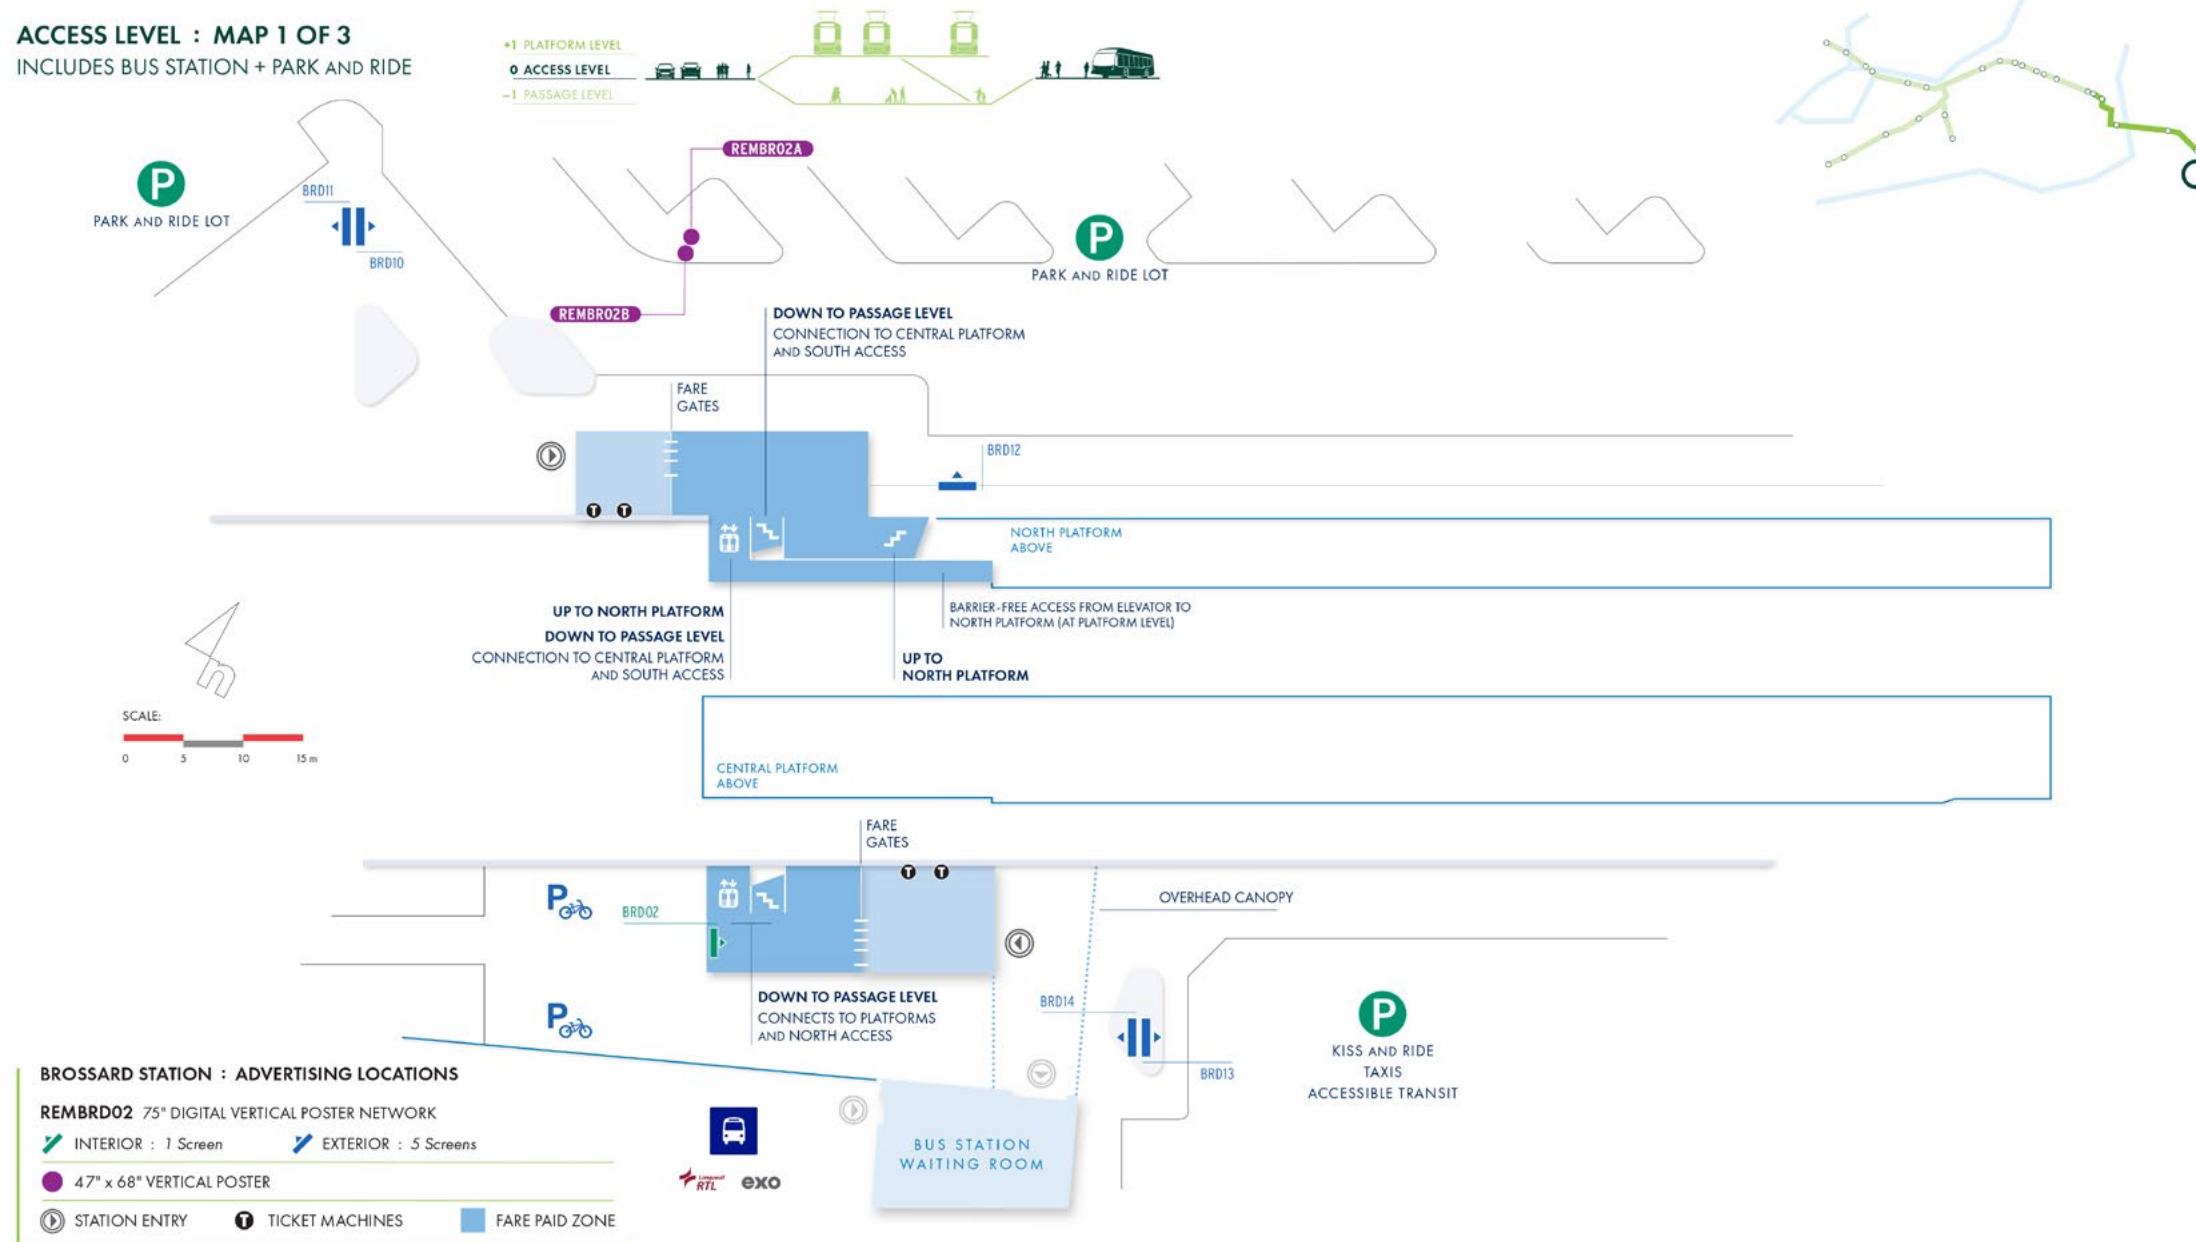 ACCESS LEVEL : MAP 1 OF 3
INCLUDES BUS STATION + PARK AND RIDE
+1 PLATFORM LEVEL
0 ACCESS LEVEL
-1 PASSAGE LEVEL
REMBRO2A
P
PARK AND RIDE LOT
BRD11
BRD10
P
PARK AND RIDE LOT
REMBRO2B
DOWN TO PASSAGE LEVEL
CONNECTION TO CENTRAL PLATFORM
AND SOUTH ACCESS
FARE
GATES
BRD12
T T
NORTH PLATFORM
ABOVE
UP TO NORTH PLATFORM
DOWN TO PASSAGE LEVEL
CONNECTION TO CENTRAL PLATFORM
AND SOUTH ACCESS
BARRIER-FREE ACCESS FROM ELEVATOR TO
NORTH PLATFORM (AT PLATFORM LEVEL)
UP TO
NORTH PLATFORM
n
SCALE:
0 5 10 15 m
CENTRAL PLATFORM
ABOVE
FARE
GATES
T T
P
BRD02
OVERHEAD CANOPY
P
DOWN TO PASSAGE LEVEL
CONNECTS TO PLATFORMS
AND NORTH ACCESS
BRD14
BRD13
P
KISS AND RIDE
TAXIS
ACCESSIBLE TRANSIT
BUS STATION
WAITING ROOM
RTL
exo
BROSSARD STATION : ADVERTISING LOCATIONS
REMBRD02 75" DIGITAL VERTICAL POSTER NETWORK
INTERIOR : 1 Screen EXTERIOR : 5 Screens
47" x 68" VERTICAL POSTER
STATION ENTRY T TICKET MACHINES FARE PAID ZONE